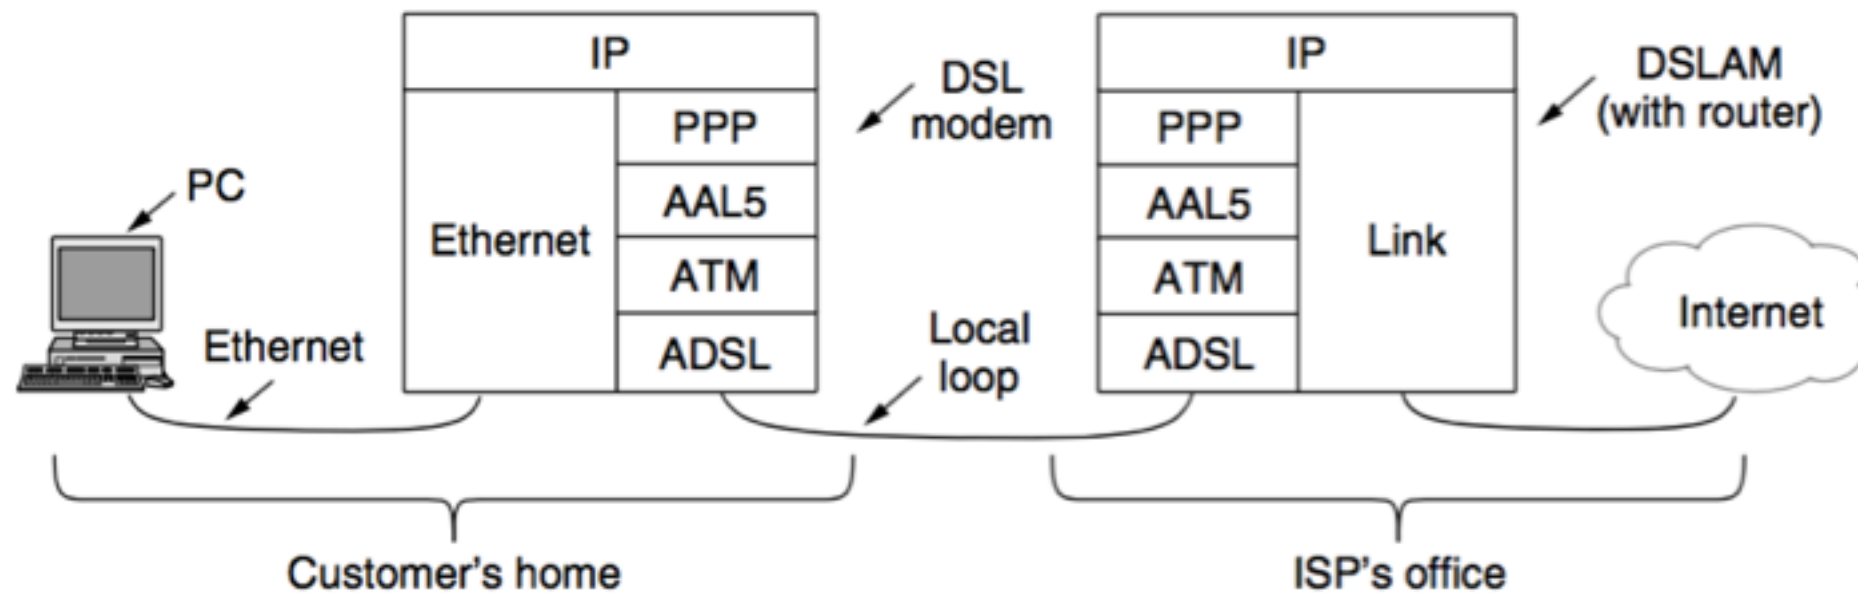 PC
Ethernet
IP
Ethernet
PPP
AAL5
ATM
ADSL
DSL
modem
Local
loop
IP
PPP
AAL5
ATM
ADSL
Link
DSLAM
(with router)
Internet
Customer's home
ISP's office